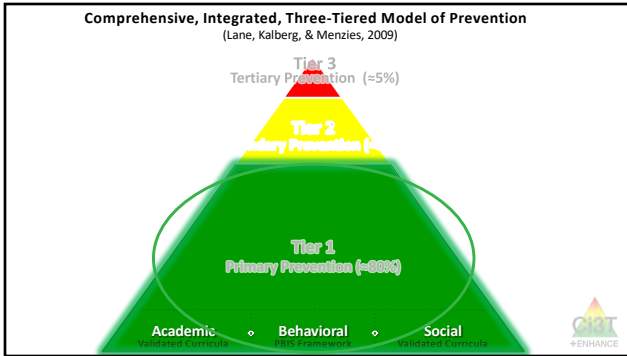 Comprehensive, Integrated, Three-Tiered Model of Prevention
(Lane, Kalberg, & Menzies, 2009)
Tier 3
Tertiary Prevention (≈5%)
Tier 2
Prevention (≈
Tier 1
Primary Prevention (≈80%)
Academic ⋄ Behavioral ⋄ Social
Validated Curricula PBIS Framework Validated Curricula
Ci3T
+ENHANCE